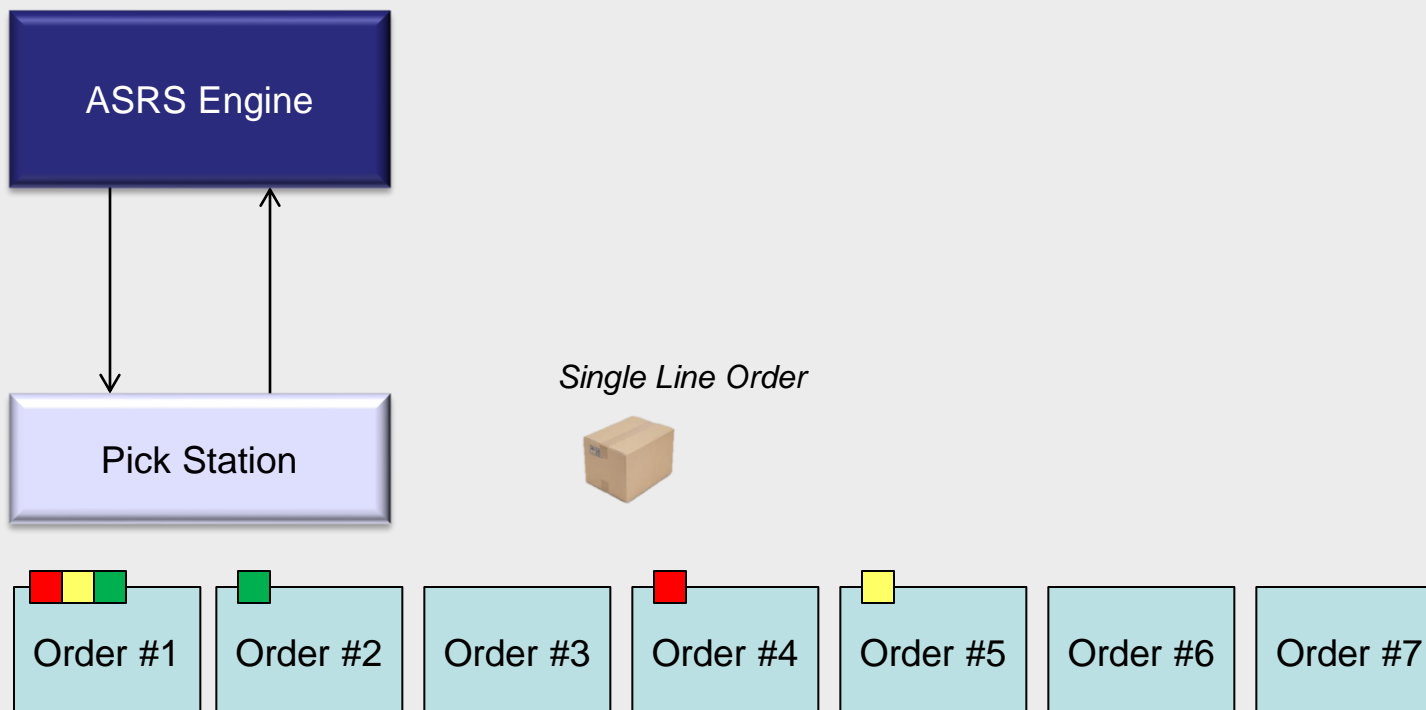 ASRS Engine
Single Line Order
Pick Station
Order #1
Order #2
Order #3
Order #4
Order #5
Order #6
Order #7